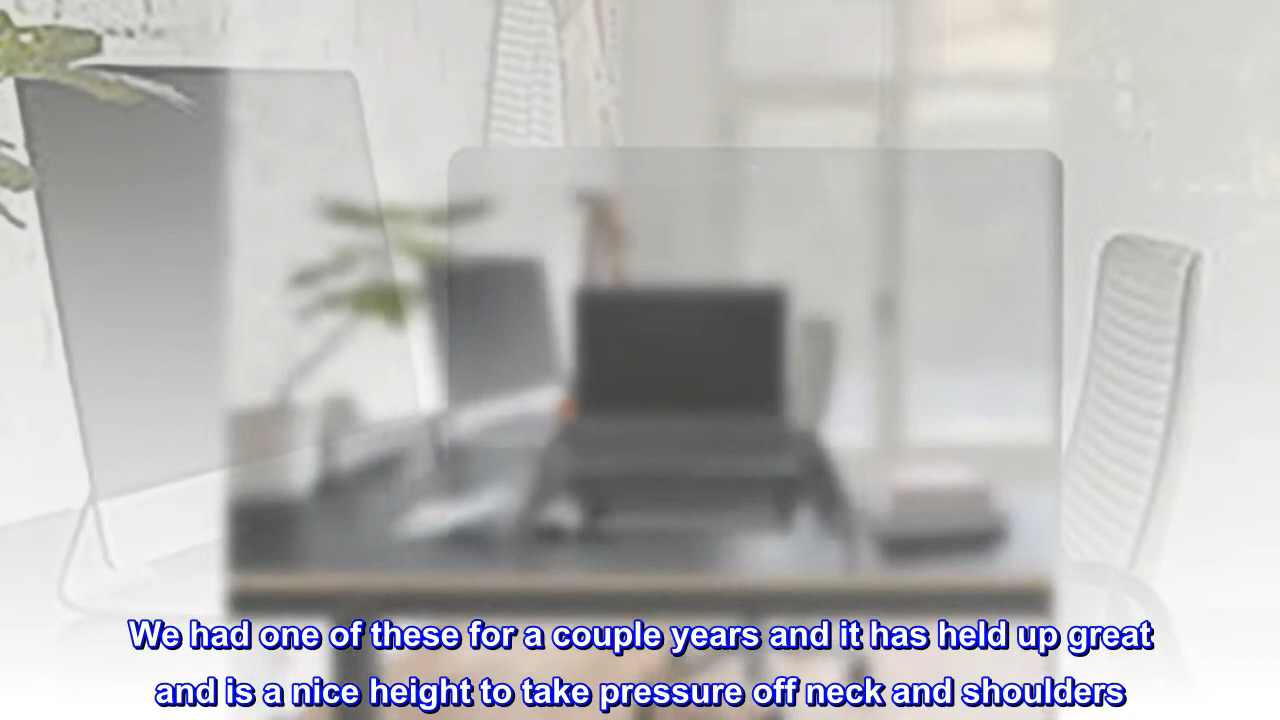 We had one of these for a couple years and it has held up great
and is a nice height to take pressure off neck and shoulders